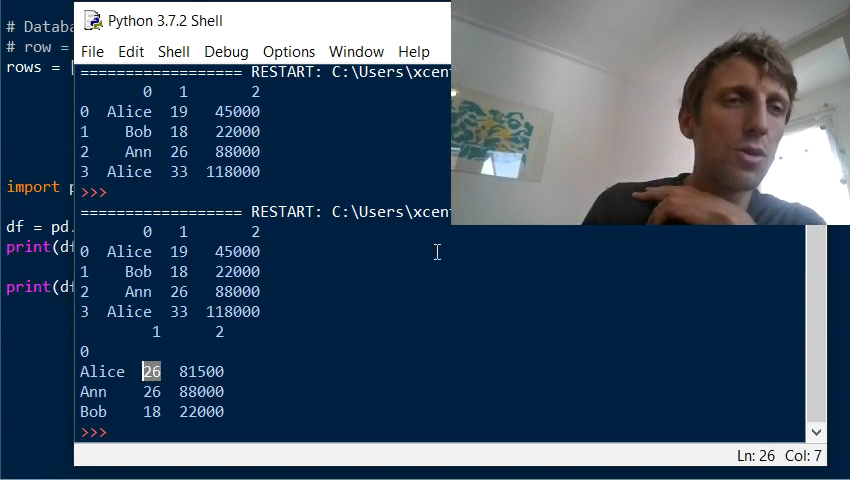 # Databa
# row =
rows = [
import p
df = pd.
print(df
print(df
Python 3.7.2 Shell
File Edit Shell Debug Options Window Help
================== RESTART: C:\Users\xcent
0 1 2
0 Alice 19 45000
1 Bob 18 22000
2 Ann 26 88000
3 Alice 33 118000
>>>
================== RESTART: C:\Users\xcent
0 1 2
0 Alice 19 45000
1 Bob 18 22000
2 Ann 26 88000
3 Alice 33 118000
1 2
0
Alice 26 81500
Ann 26 88000
Bob 18 22000
>>>
Ln: 26 Col: 7